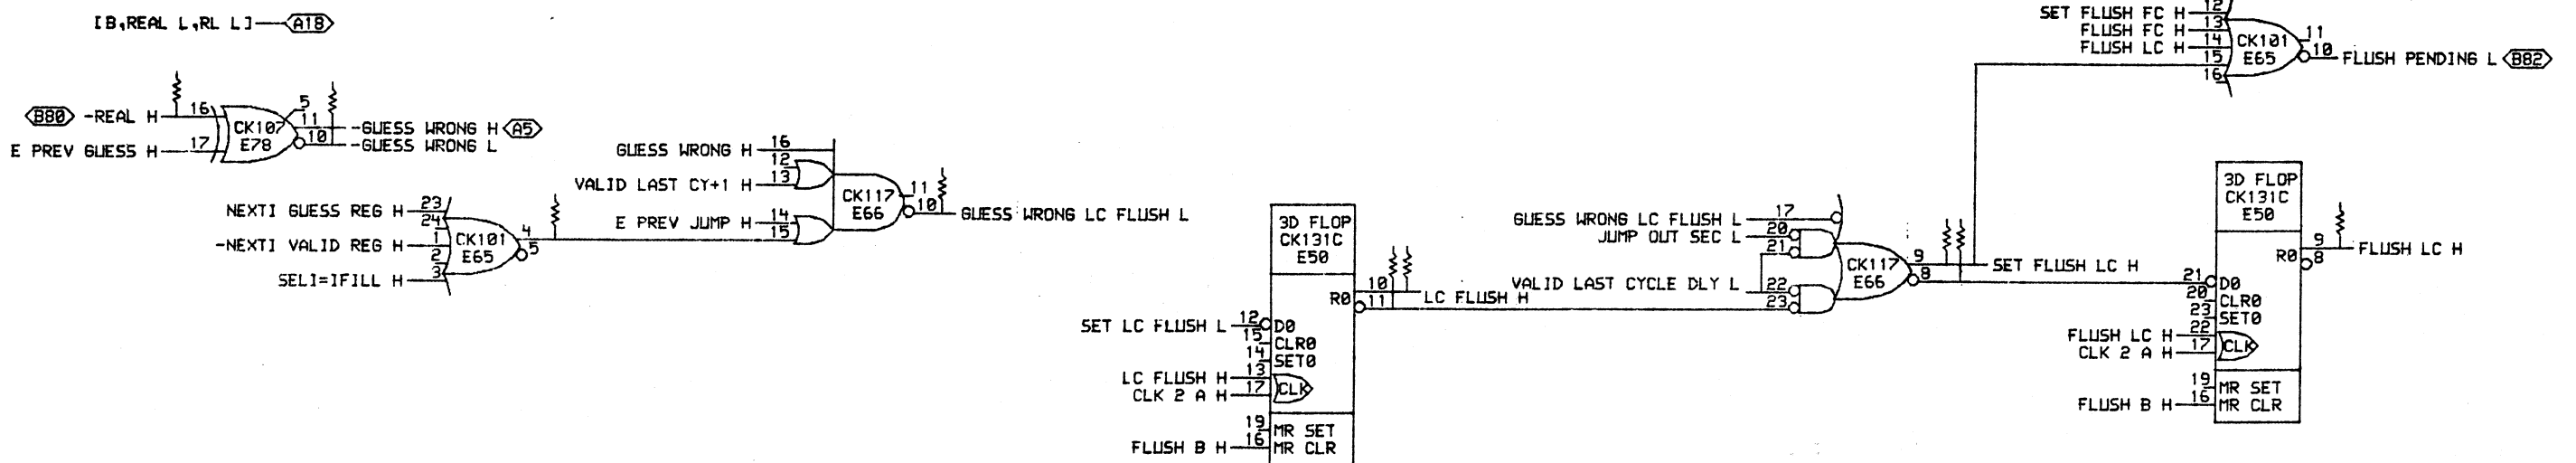 [B,REAL L,RL L] A18
B80 -REAL H 16
E PREV GUESS H 17
CK107
E78
5
11 -GUESS WRONG H A5
10 -GUESS WRONG L
NEXTI GUESS REG H 23
24
-NEXTI VALID REG H 1
2
SELI=IFILL H 3
CK101
E65
4
5
GUESS WRONG H 16
12
VALID LAST CY+1 H 13
E PREV JUMP H 14
15
CK117
E66
11
10 GUESS WRONG LC FLUSH L
3D FLOP
CK131C
E50
R0 10
11 LC FLUSH H
SET LC FLUSH L 12 D0
15 CLR0
14 SET0
LC FLUSH H 13
CLK 2 A H 17 CLK
19 MR SET
FLUSH B H 16 MR CLR
GUESS WRONG LC FLUSH L 17
JUMP OUT SEC L 20
21
VALID LAST CYCLE DLY L 22
23
CK117
E66
9 SET FLUSH LC H
8
SET FLUSH FC H 12
FLUSH FC H 13
FLUSH LC H 14
15
16
CK101
E65
11
10 FLUSH PENDING L B82
3D FLOP
CK131C
E50
R0 9 FLUSH LC H
8
21 D0
20 CLR0
23 SET0
FLUSH LC H 22
CLK 2 A H 17 CLK
19 MR SET
FLUSH B H 16 MR CLR